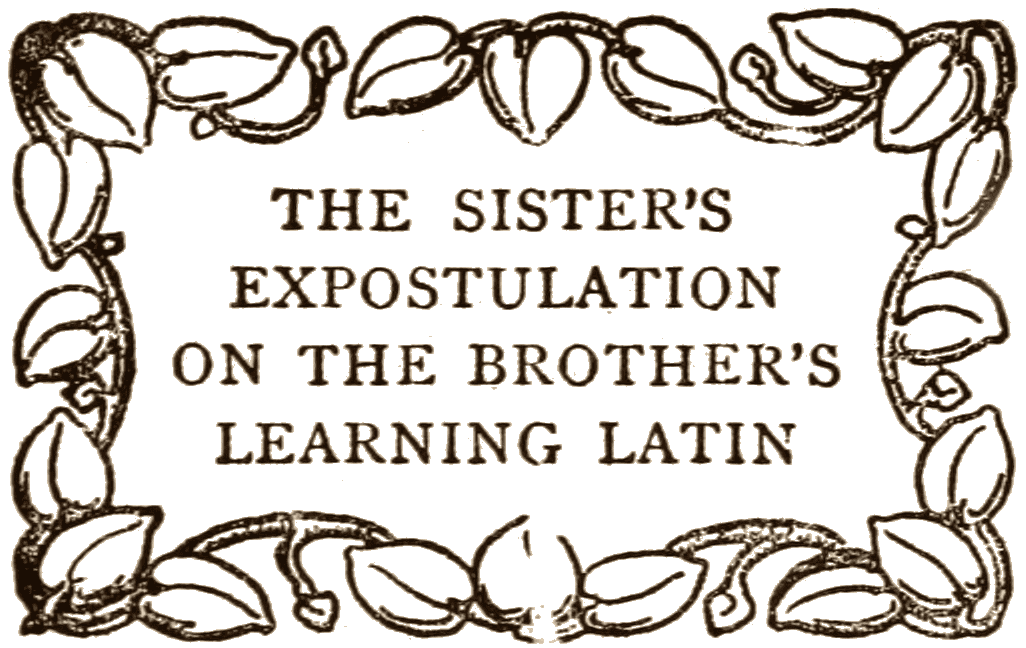 THE SISTER'S
EXPOSTULATION
ON THE BROTHER'S
LEARNING LATIN